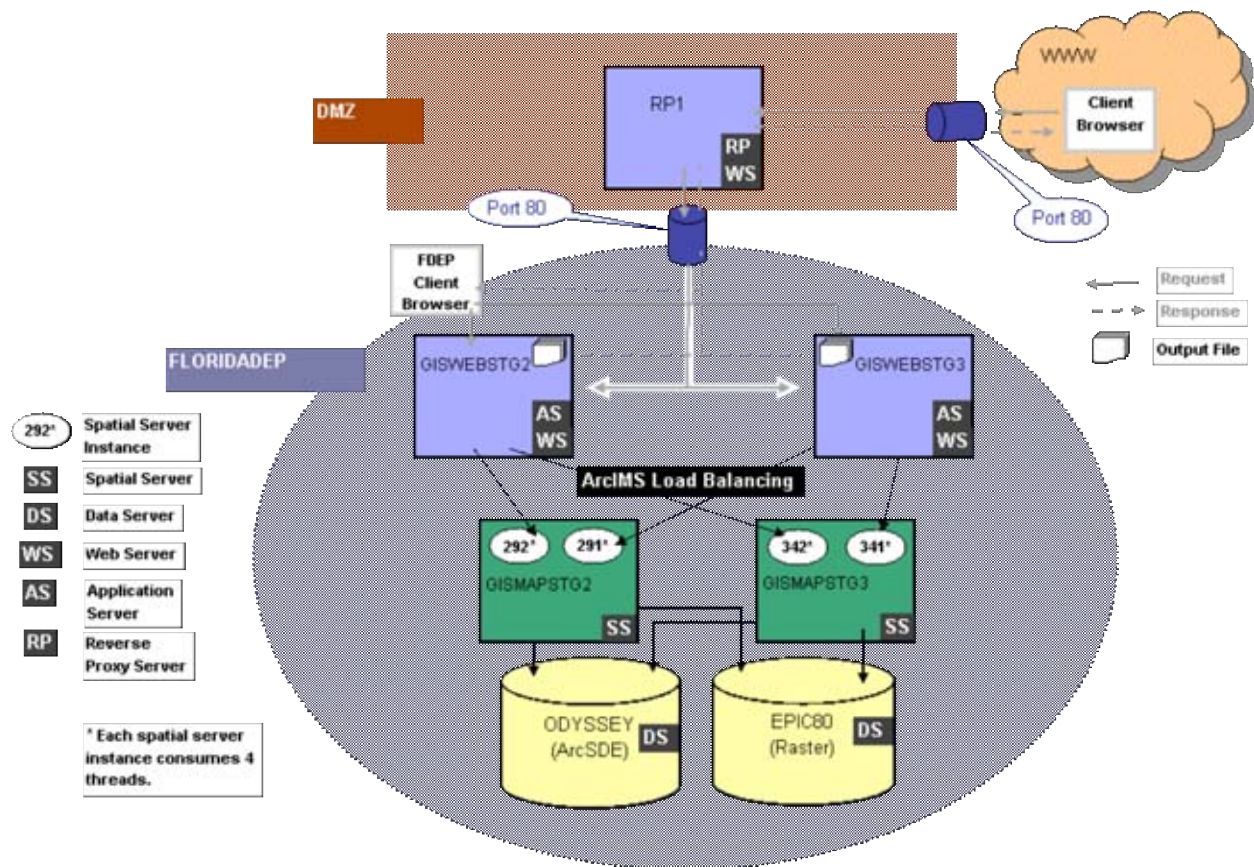 WWW
Client
Browser
DMZ
RP1
RP
WS
Port 80
Port 80
FDEP
Client
Browser
Request
Response
Output File
FLORIDADEP
GISWEBSTG2
AS
WS
GISWEBSTG3
AS
WS
292* Spatial Server
Instance
SS Spatial Server
DS Data Server
WS Web Server
AS Application
Server
RP Reverse
Proxy Server
* Each spatial server
instance consumes 4
threads.
ArcIMS Load Balancing
292* 291*
GISMAPSTG2
SS
342* 341*
GISMAPSTG3
SS
ODYSSEY
(ArcSDE)
DS
EPIC80
(Raster)
DS